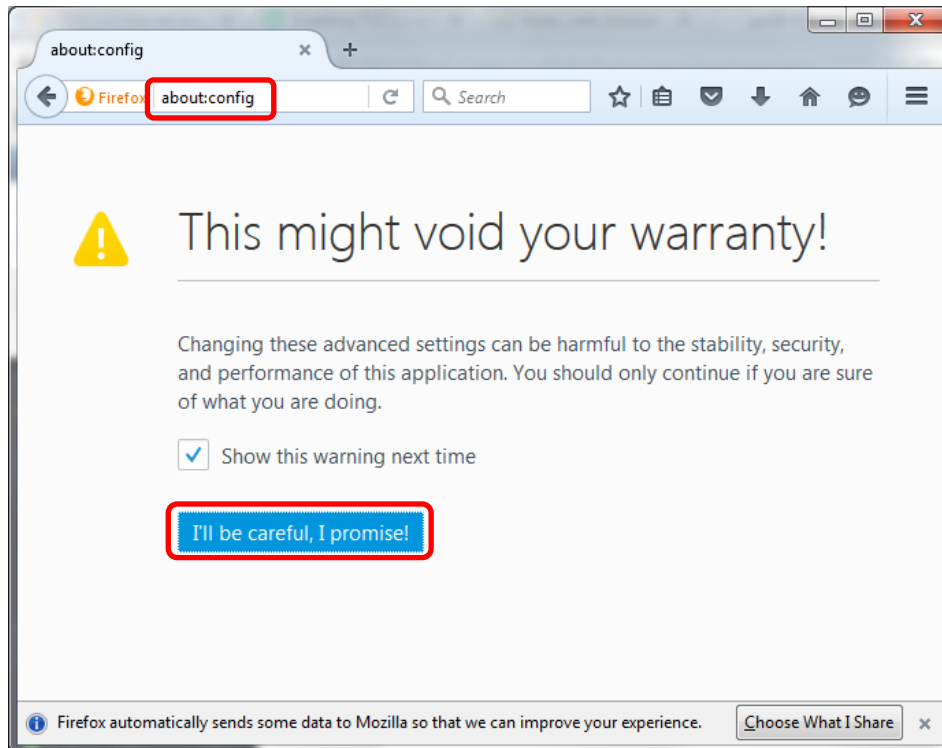 about:config
Firefox about:config Search
This might void your warranty!
Changing these advanced settings can be harmful to the stability, security,
and performance of this application. You should only continue if you are sure
of what you are doing.
Show this warning next time
I'll be careful, I promise!
Firefox automatically sends some data to Mozilla so that we can improve your experience. Choose What I Share